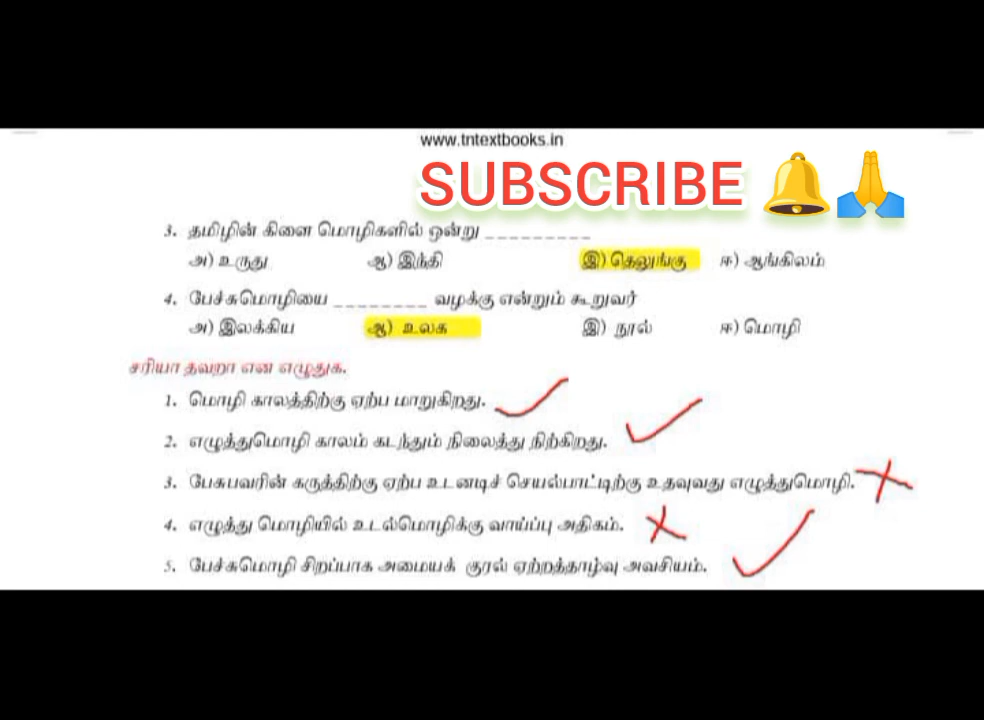 www.tntextbooks.in
SUBSCRIBE
3. தமிழின் கிளை மொழிகளில் ஒன்று _ _ _ _ _ _ _ _ _ _
அ) உருது ஆ) இந்தி இ) தெலுங்கு ஈ) ஆங்கிலம்
4. பேச்சுமொழியை _ _ _ _ _ _ _ _ _ வழக்கு என்றும் கூறுவர்
அ) இலக்கிய ஆ) உலக இ) நூல் ஈ) மொழி
சரியா தவறா என எழுதுக.
1. மொழி காலத்திற்கு ஏற்ப மாறுகிறது.
2. எழுத்துமொழி காலம் கடந்தும் நிலைத்து நிற்கிறது.
3. பேசுபவரின் கருத்திற்கு ஏற்ப உடனடிச் செயல்பாட்டிற்கு உதவுவது எழுத்துமொழி.
4. எழுத்து மொழியில் உடல்மொழிக்கு வாய்ப்பு அதிகம்.
5. பேச்சுமொழி சிறப்பாக அமையக் குரல் ஏற்றத்தாழ்வு அவசியம்.